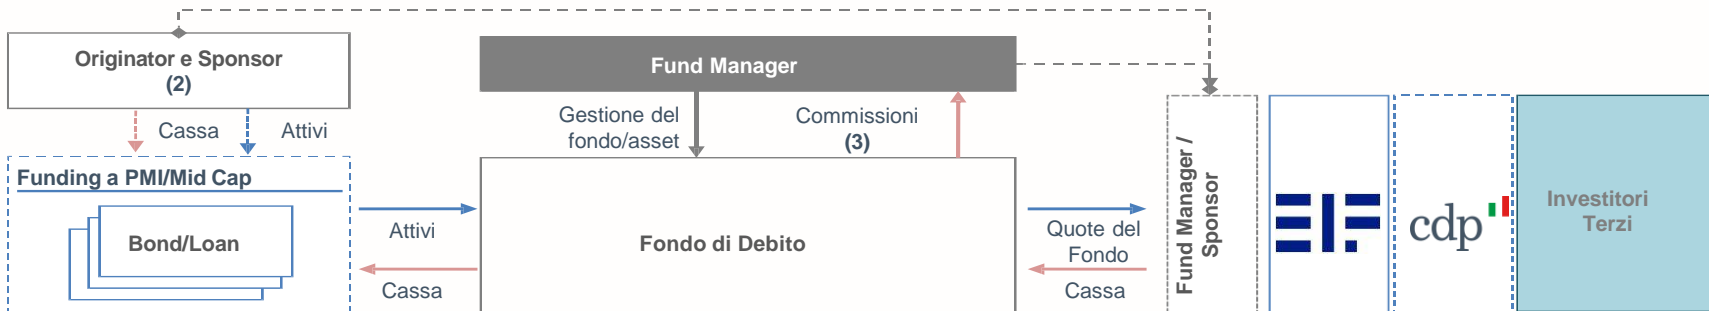 Originator e Sponsor
(2)
Fund Manager
Cassa
Attivi
Gestione del
fondo/asset
Commissioni
(3)
Funding a PMI/Mid Cap
Bond/Loan
Attivi
Cassa
Fondo di Debito
Quote del
Fondo
Cassa
Fund Manager /
Sponsor
EIF
cdp
Investitori
Terzi